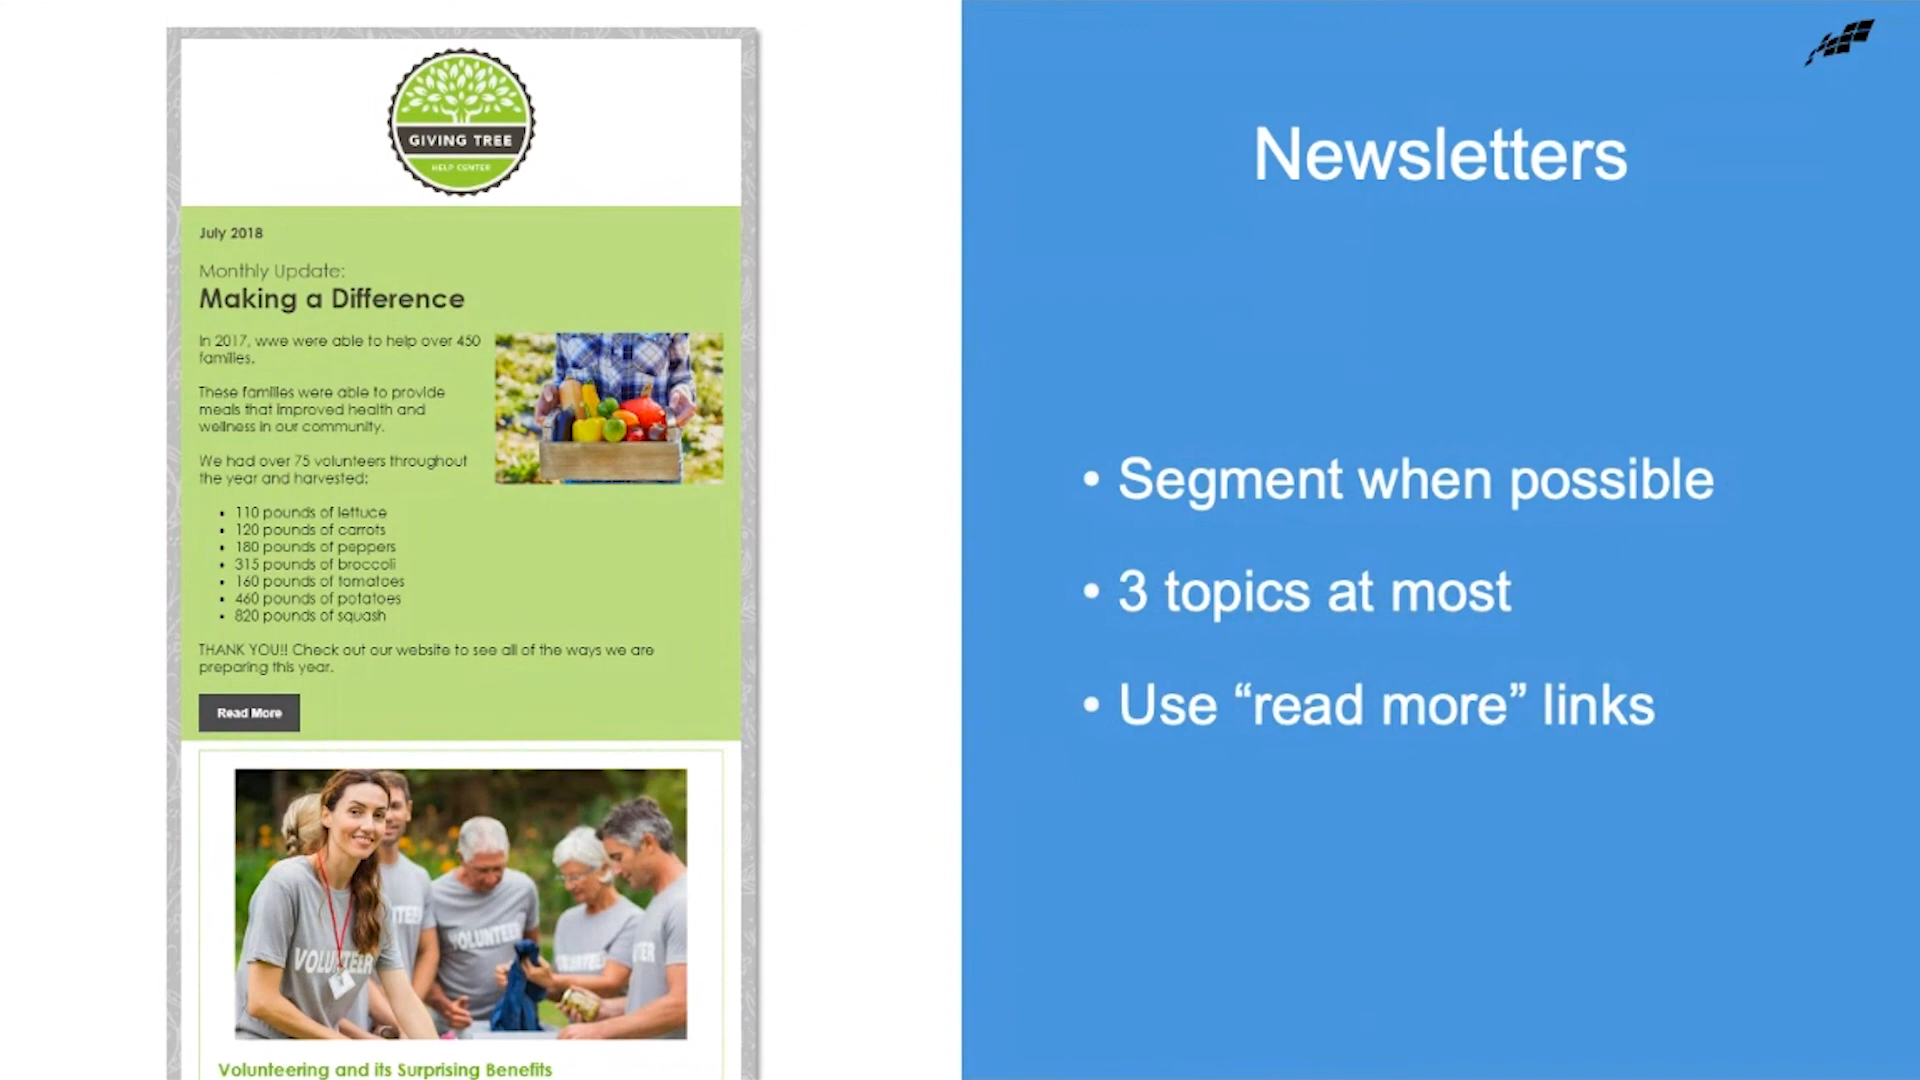 GIVING TREE
HELP CENTER
July 2018
Monthly Update:
Making a Difference
In 2017, wwe were able to help over 450
families.
These families were able to provide
meals that improved health and
wellness in our community.
We had over 75 volunteers throughout
the year and harvested:
• 110 pounds of lettuce
• 120 pounds of carrots
• 180 pounds of peppers
• 315 pounds of broccoli
• 160 pounds of tomatoes
• 460 pounds of potatoes
• 820 pounds of squash
THANK YOU!! Check out our website to see all of the ways we are
preparing this year.
Read More
VOLUNTEER
VOLUNTEER
Volunteering and its Surprising Benefits
Newsletters
• Segment when possible
• 3 topics at most
• Use “read more” links